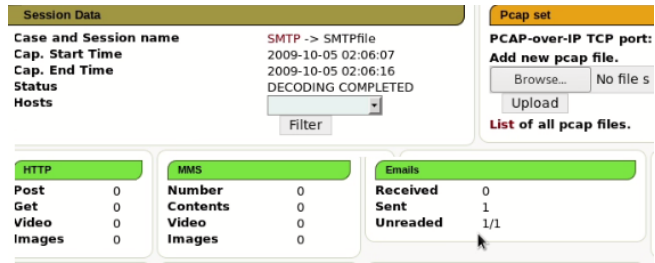 Session Data
Case and Session name SMTP -> SMTPfile
Cap. Start Time 2009-10-05 02:06:07
Cap. End Time 2009-10-05 02:06:16
Status DECODING COMPLETED
Hosts
Filter
Pcap set
PCAP-over-IP TCP port:
Add new pcap file.
Browse... No file s
Upload
List of all pcap files.
HTTP
Post 0
Get 0
Video 0
Images 0
MMS
Number 0
Contents 0
Video 0
Images 0
Emails
Received 0
Sent 1
Unreaded 1/1